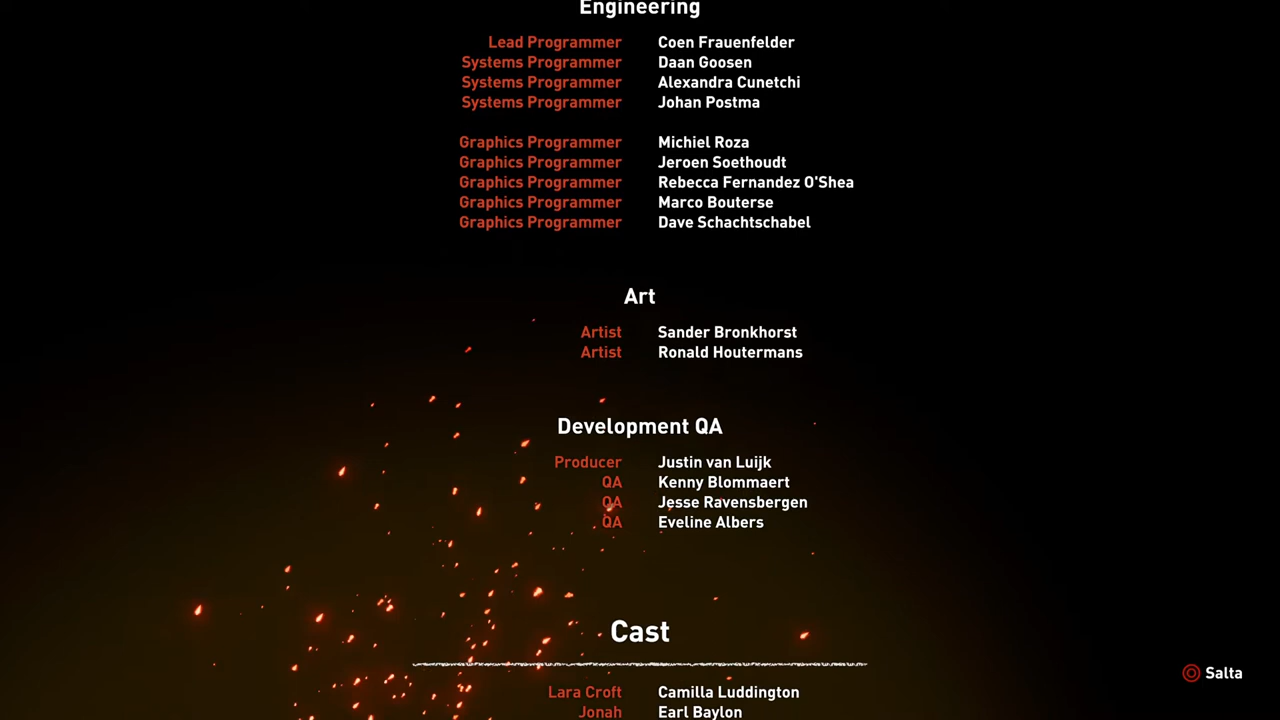 Engineering
Lead Programmer Coen Frauenfelder
Systems Programmer Daan Goosen
Systems Programmer Alexandra Cunetchi
Systems Programmer Johan Postma
Graphics Programmer Michiel Roza
Graphics Programmer Jeroen Soethoudt
Graphics Programmer Rebecca Fernandez O'Shea
Graphics Programmer Marco Bouterse
Graphics Programmer Dave Schachtschabel
Art
Artist Sander Bronkhorst
Artist Ronald Houtermans
Development QA
Producer Justin van Luijk
QA Kenny Blommaert
QA Jesse Ravensbergen
QA Eveline Albers
Cast
Salta
Lara Croft Camilla Luddington
Jonah Earl Baylon